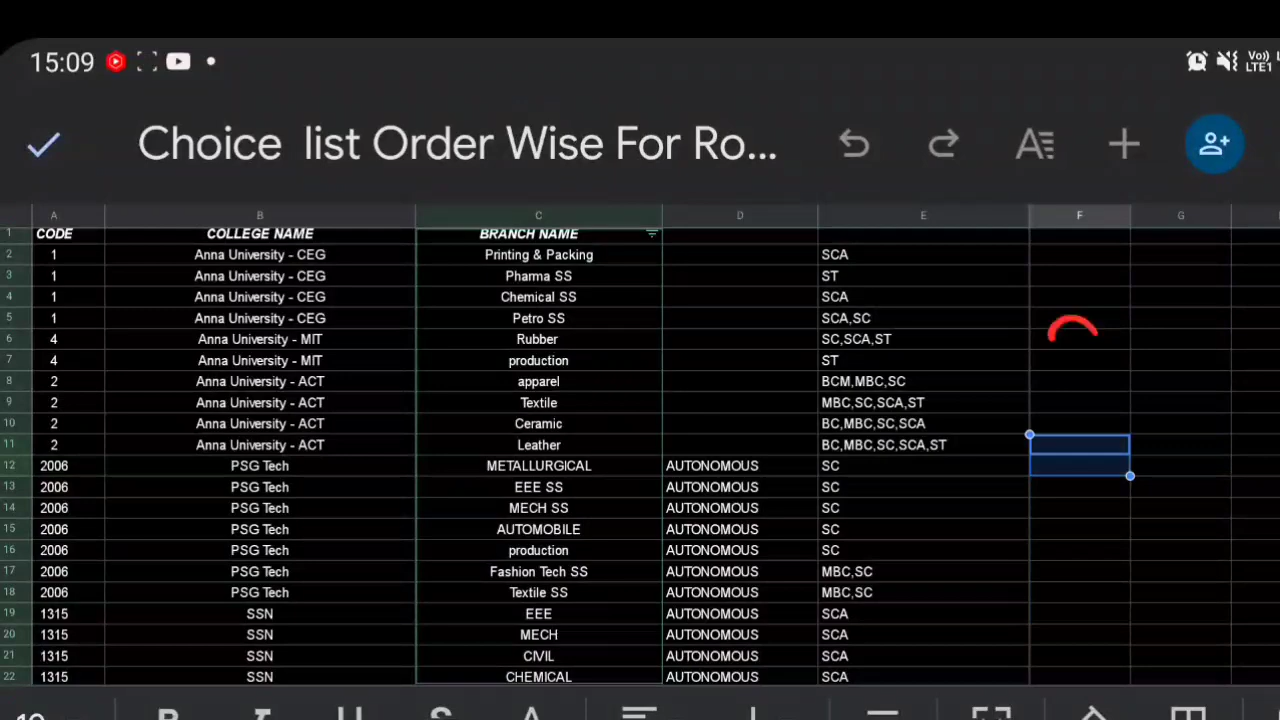 15:09 Vo)) LTE1
Choice list Order Wise For Ro...
A B C D E F G
1 CODE COLLEGE NAME BRANCH NAME
2 1 Anna University - CEG Printing & Packing SCA
3 1 Anna University - CEG Pharma SS ST
4 1 Anna University - CEG Chemical SS SCA
5 1 Anna University - CEG Petro SS SCA,SC
6 4 Anna University - MIT Rubber SC,SCA,ST
7 4 Anna University - MIT production ST
8 2 Anna University - ACT apparel BCM,MBC,SC
9 2 Anna University - ACT Textile MBC,SC,SCA,ST
10 2 Anna University - ACT Ceramic BC,MBC,SC,SCA
11 2 Anna University - ACT Leather BC,MBC,SC,SCA,ST
12 2006 PSG Tech METALLURGICAL AUTONOMOUS SC
13 2006 PSG Tech EEE SS AUTONOMOUS SC
14 2006 PSG Tech MECH SS AUTONOMOUS SC
15 2006 PSG Tech AUTOMOBILE AUTONOMOUS SC
16 2006 PSG Tech production AUTONOMOUS SC
17 2006 PSG Tech Fashion Tech SS AUTONOMOUS MBC,SC
18 2006 PSG Tech Textile SS AUTONOMOUS MBC,SC
19 1315 SSN EEE AUTONOMOUS SCA
20 1315 SSN MECH AUTONOMOUS SCA
21 1315 SSN CIVIL AUTONOMOUS SCA
22 1315 SSN CHEMICAL AUTONOMOUS SCA